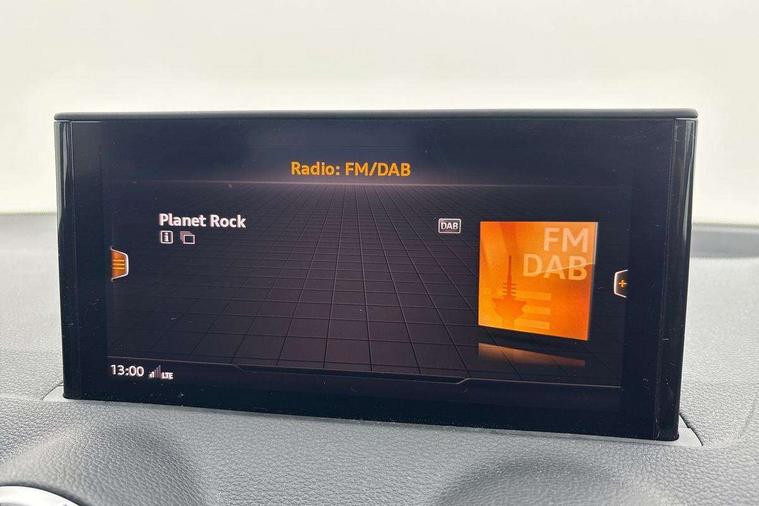 Radio: FM/DAB
Planet Rock
DAB
FM
DAB
13:00 LTE